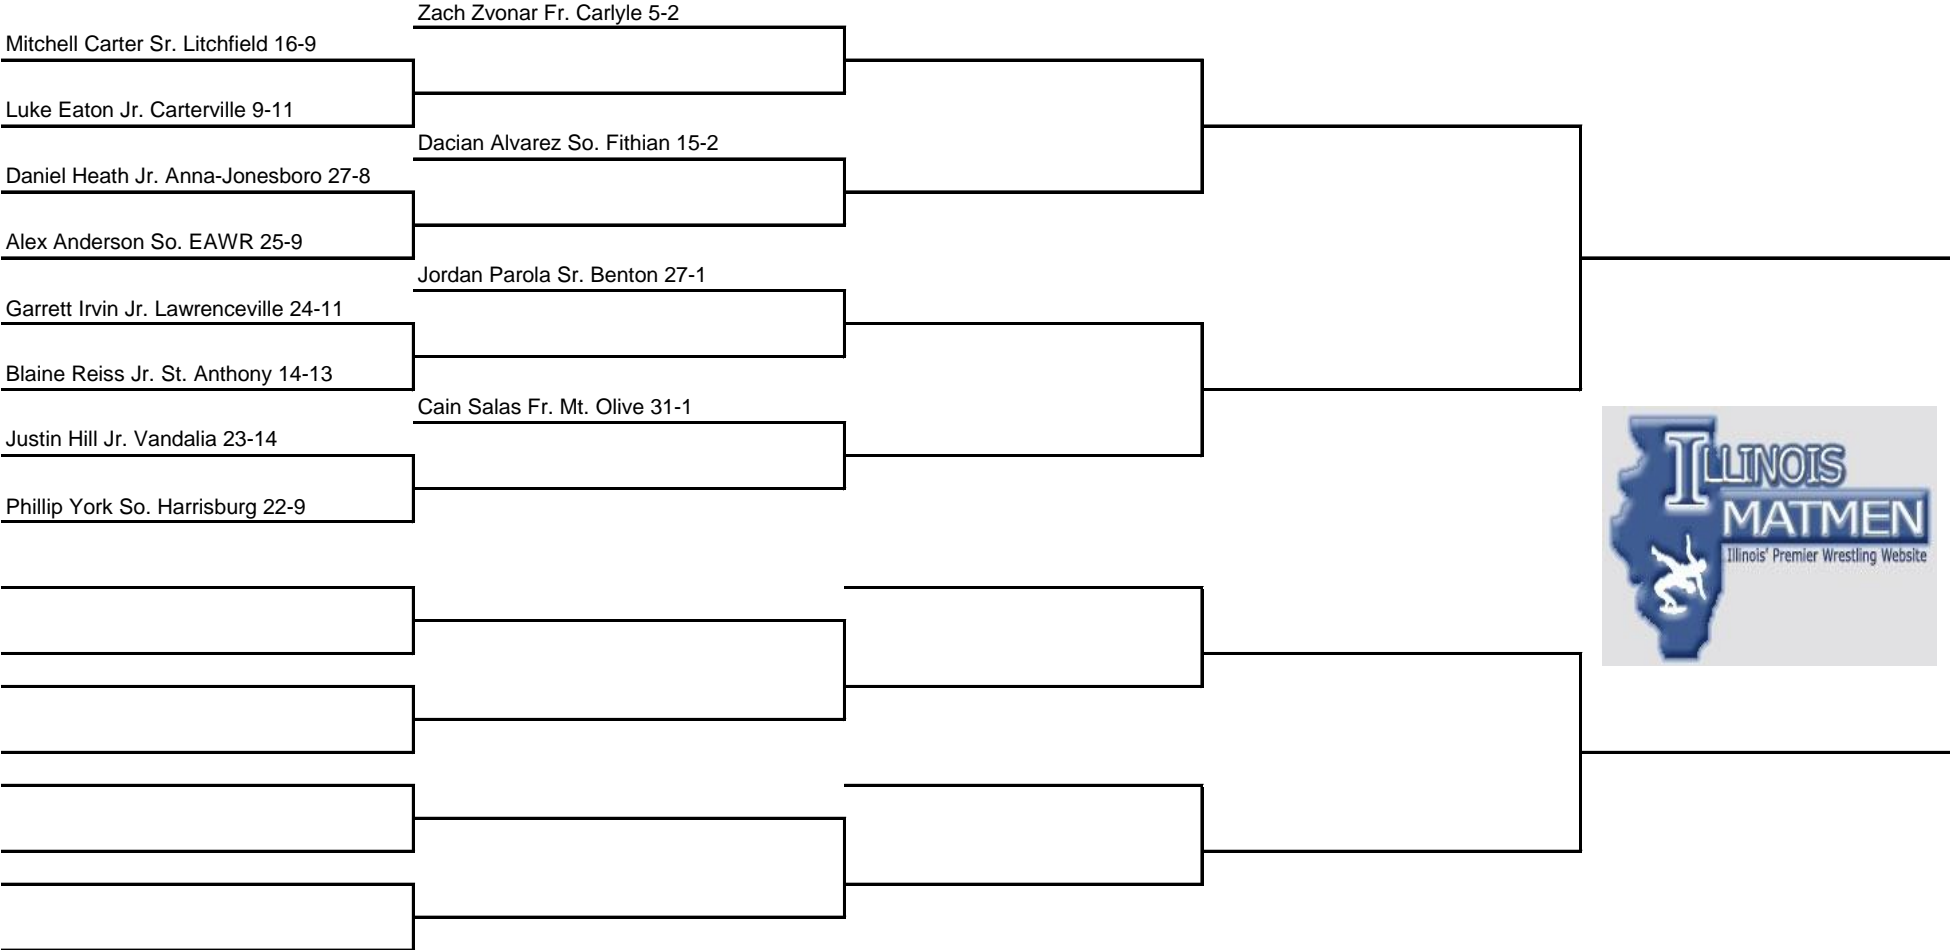 Zach Zvonar Fr. Carlyle 5-2
Mitchell Carter Sr. Litchfield 16-9
Luke Eaton Jr. Carterville 9-11
Dacian Alvarez So. Fithian 15-2
Daniel Heath Jr. Anna-Jonesboro 27-8
Alex Anderson So. EAWR 25-9
Jordan Parola Sr. Benton 27-1
Garrett Irvin Jr. Lawrenceville 24-11
Blaine Reiss Jr. St. Anthony 14-13
Cain Salas Fr. Mt. Olive 31-1
Justin Hill Jr. Vandalia 23-14
Phillip York So. Harrisburg 22-9
ILLINOIS
MATMEN
Illinois' Premier Wrestling Website